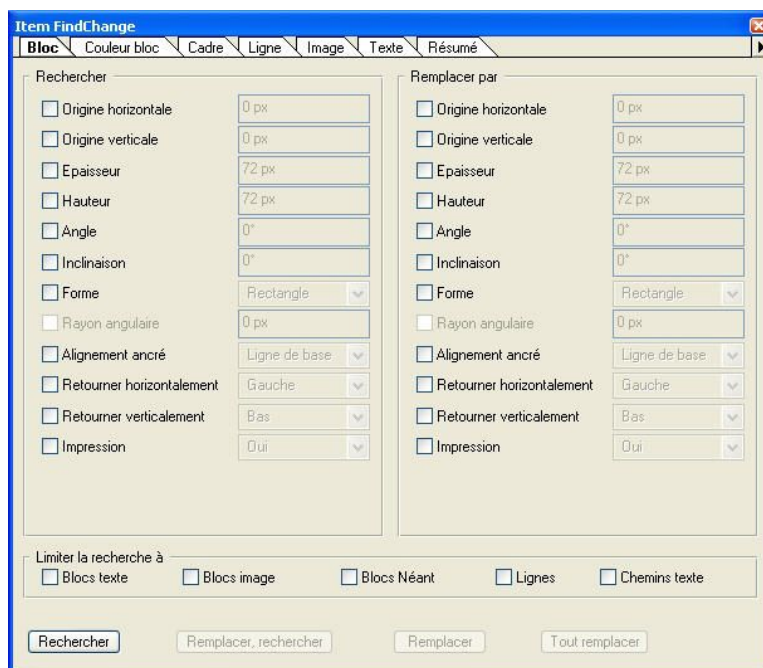 Item FindChange
Bloc Couleur bloc Cadre Ligne Image Texte Résumé
Rechercher Remplacer par
Origine horizontale 0 px Origine horizontale 0 px
Origine verticale 0 px Origine verticale 0 px
Epaisseur 72 px Epaisseur 72 px
Hauteur 72 px Hauteur 72 px
Angle 0° Angle 0°
Inclinaison 0° Inclinaison 0°
Forme Rectangle Forme Rectangle
Rayon angulaire 0 px Rayon angulaire 0 px
Alignement ancré Ligne de base Alignement ancré Ligne de base
Retourner horizontalement Gauche Retourner horizontalement Gauche
Retourner verticalement Bas Retourner verticalement Bas
Impression Oui Impression Oui
Limiter la recherche à
Blocs texte Blocs image Blocs Néant Lignes Chemins texte
Rechercher Remplacer, rechercher Remplacer Tout remplacer